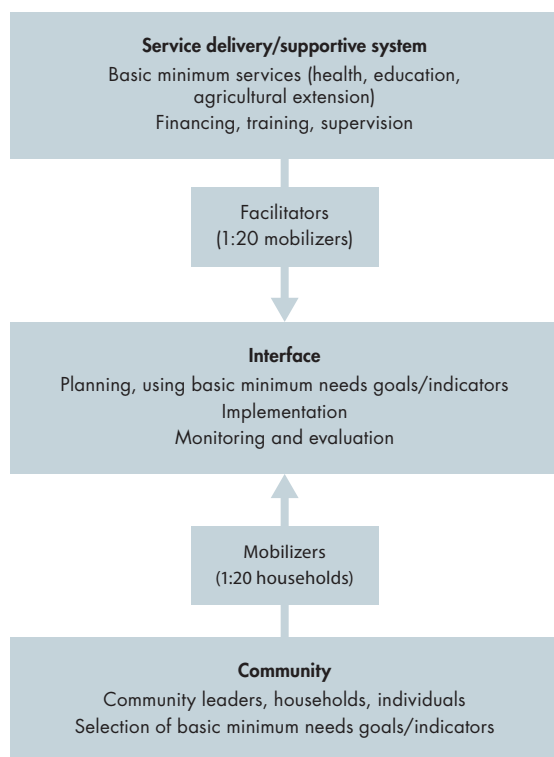 Service delivery/supportive system
Basic minimum services (health, education,
agricultural extension)
Financing, training, supervision
Facilitators
(1:20 mobilizers)
Interface
Planning, using basic minimum needs goals/indicators
Implementation
Monitoring and evaluation
Mobilizers
(1:20 households)
Community
Community leaders, households, individuals
Selection of basic minimum needs goals/indicators